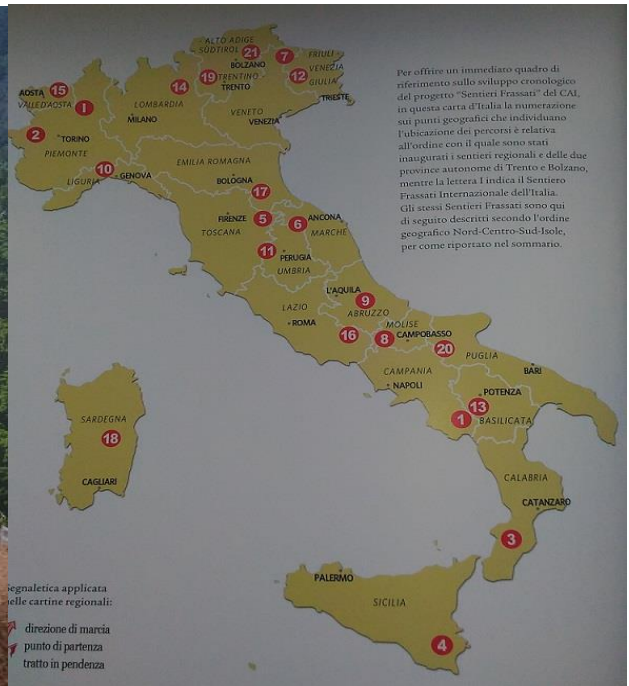 ALTO ADIGE
SÜDTIROL
21
7
FRIULI
BOLZANO
VENEZIA
15
AOSTA
VALLE D'AOSTA
14
19
TRENTINO
12
GIULIA
TRENTO
I
LOMBARDIA
TRIESTE
MILANO
VENETO
VENEZIA
2
TORINO
PIEMONTE
10
EMILIA ROMAGNA
LIGURIA
GENOVA
BOLOGNA
17
FIRENZE
5
6
ANCONA
TOSCANA
MARCHE
11
PERUGIA
UMBRIA
L'AQUILA
9
LAZIO
ABRUZZO
ROMA
MOLISE
16
8
CAMPOBASSO
20
PUGLIA
CAMPANIA
BARI
NAPOLI
POTENZA
13
1
BASILICATA
SARDEGNA
18
CAGLIARI
CALABRIA
CATANZARO
3
PALERMO
SICILIA
4
Per offrire un immediato quadro di
riferimento sullo sviluppo cronologico
del progetto "Sentieri Frassati" del CAI,
in questa carta d'Italia la numerazione
sui punti geografici che individuano
l'ubicazione dei percorsi è relativa
all'ordine con il quale sono stati
inaugurati i sentieri regionali e delle due
province autonome di Trento e Bolzano,
mentre la lettera I indica il Sentiero
Frassati Internazionale dell'Italia.
Gli stessi Sentieri Frassati sono qui
di seguito descritti secondo l'ordine
geografico Nord-Centro-Sud-Isole,
per come riportato nel sommario.
Segnaletica applicata
nelle cartine regionali:
direzione di marcia
punto di partenza
tratto in pendenza